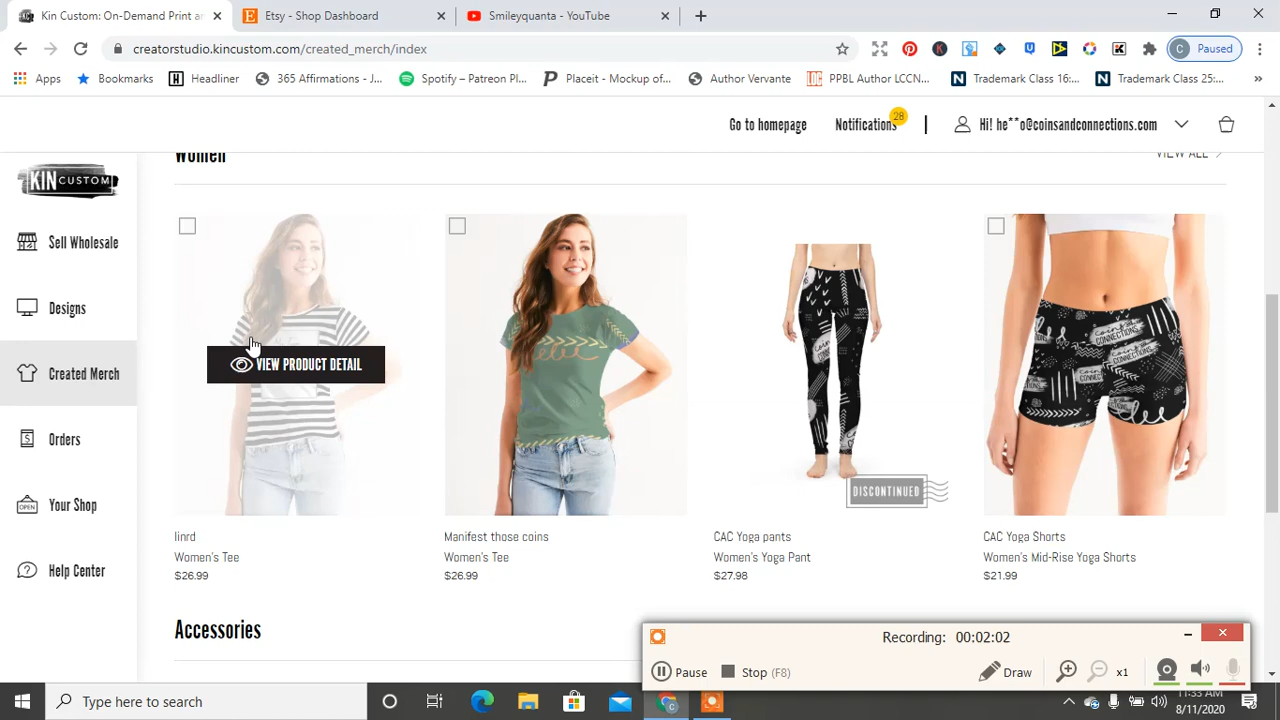 Kin Custom: On-Demand Print an
Etsy - Shop Dashboard
Smileyquanta - YouTube
creatorstudio.kincustom.com/created_merch/index
C Paused
Apps
Bookmarks
Headliner
365 Affirmations - J...
Spotify – Patreon Pl...
Placeit - Mockup of...
Author Vervante
PPBL Author LCCN...
Trademark Class 16:...
Trademark Class 25:...
»
Go to homepage
Notifications
28
Hi! he**o@coinsandconnections.com
KIN CUSTOM
Sell Wholesale
Designs
Created Merch
Orders
OPEN
Your Shop
Help Center
Women
VIEW ALL
VIEW PRODUCT DETAIL
DISCONTINUED
linrd
Women's Tee
$26.99
Manifest those coins
Women's Tee
$26.99
CAC Yoga pants
Women's Yoga Pant
$27.98
CAC Yoga Shorts
Women's Mid-Rise Yoga Shorts
$21.99
Accessories
Recording: 00:02:02
Pause
Stop (F8)
Draw
x1
Type here to search
11:33 AM
8/11/2020